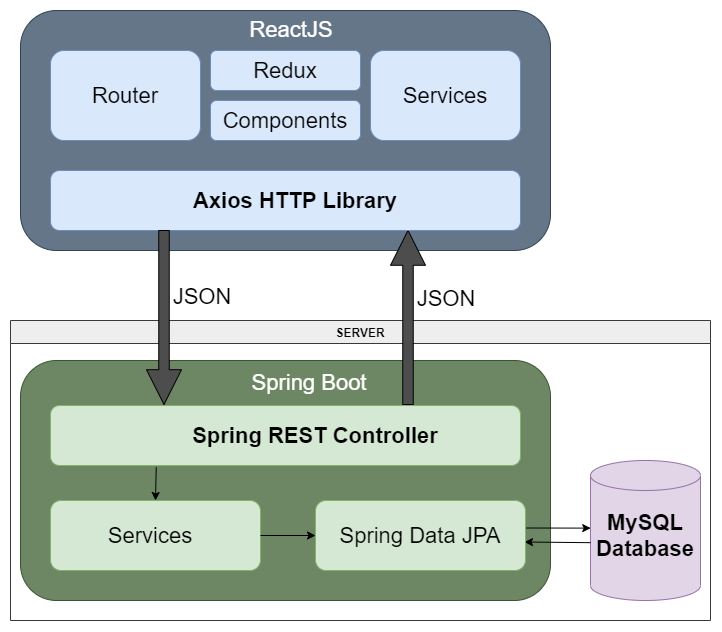 ReactJS
Router
Redux
Components
Services
Axios HTTP Library
JSON
JSON
SERVER
Spring Boot
Spring REST Controller
Services
Spring Data JPA
MySQL
Database